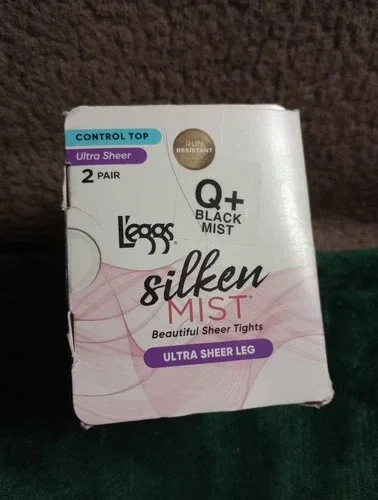 CONTROL TOP
Ultra Sheer
2 PAIR
RUN
RESISTANT
Q+
BLACK
MIST
L'eggs®
silken
MIST®
Beautiful Sheer Tights
ULTRA SHEER LEG